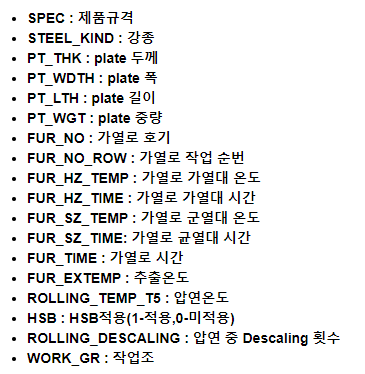 • SPEC : 제품규격
• STEEL_KIND : 강종
• PT_THK : plate 두께
• PT_WDTH : plate 폭
• PT_LTH : plate 길이
• PT_WGT : plate 중량
• FUR_NO : 가열로 호기
• FUR_NO_ROW : 가열로 작업 순번
• FUR_HZ_TEMP : 가열로 가열대 온도
• FUR_HZ_TIME : 가열로 가열대 시간
• FUR_SZ_TEMP : 가열로 균열대 온도
• FUR_SZ_TIME: 가열로 균열대 시간
• FUR_TIME : 가열로 시간
• FUR_EXTEMP : 추출온도
• ROLLING_TEMP_T5 : 압연온도
• HSB : HSB적용(1-적용,0-미적용)
• ROLLING_DESCALING : 압연 중 Descaling 횟수
• WORK_GR : 작업조